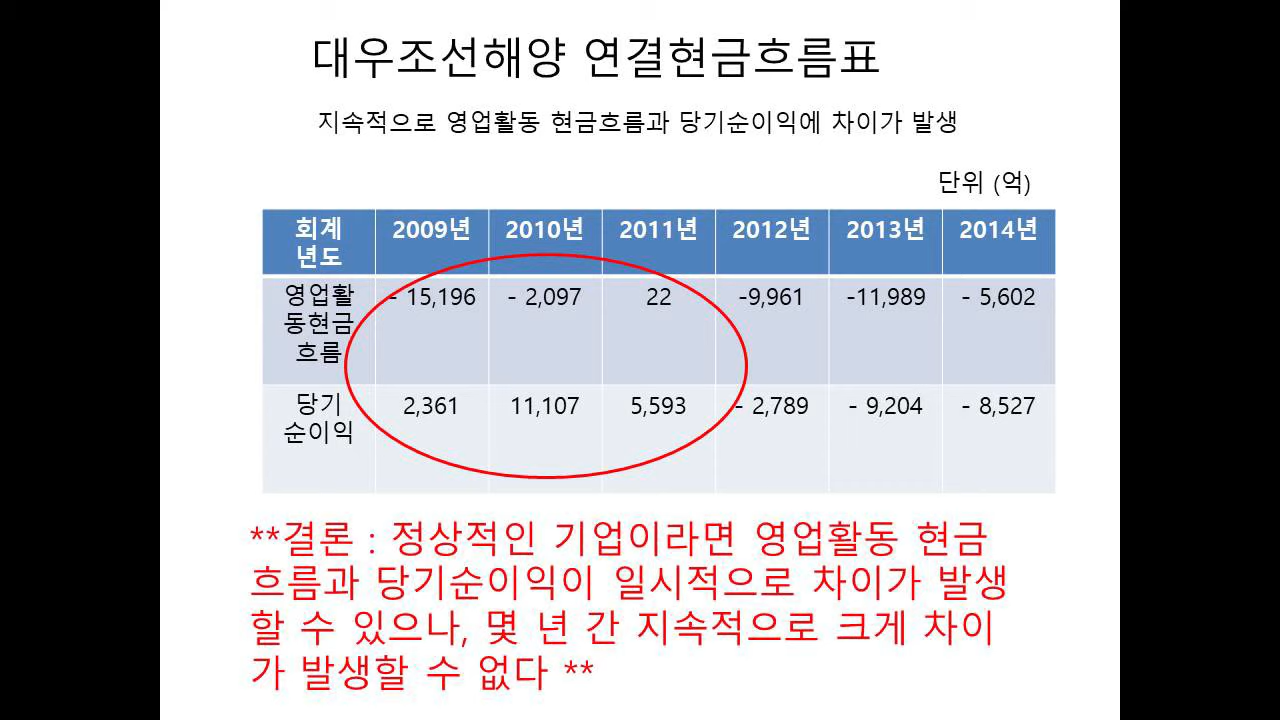 대우조선해양 연결현금흐름표
지속적으로 영업활동 현금흐름과 당기순이익에 차이가 발생
단위 (억)
회계 2009년 2010년 2011년 2012년 2013년 2014년
년도
영업활 - 15,196 - 2,097 22 -9,961 -11,989 - 5,602
동현금
흐름
당기 2,361 11,107 5,593 - 2,789 - 9,204 - 8,527
순이익
**결론 : 정상적인 기업이라면 영업활동 현금
흐름과 당기순이익이 일시적으로 차이가 발생
할 수 있으나, 몇 년 간 지속적으로 크게 차이
가 발생할 수 없다 **